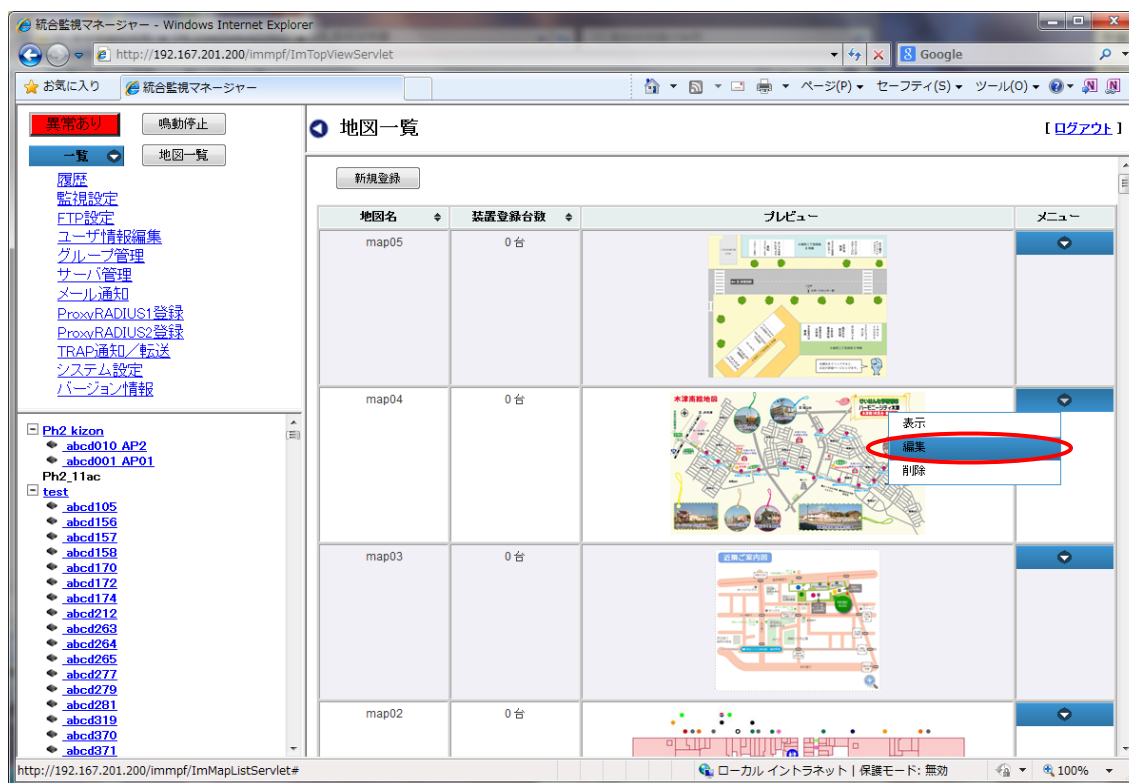 統合監視マネージャー - Windows Internet Explorer
http://192.167.201.200/immpf/ImTopViewServlet
Google
お気に入り
統合監視マネージャー
ページ(P)
セーフティ(S)
ツール(O)
異常あり
鳴動停止
一覧
地図一覧
履歴
監視設定
FTP設定
ユーザ情報編集
グループ管理
サーバ管理
メール通知
ProxyRADIUS1登録
ProxyRADIUS2登録
TRAP通知/転送
システム設定
バージョン情報
Ph2 kizon
abcd010 AP2
abcd001 AP01
Ph2_11ac
test
abcd105
abcd156
abcd157
abcd158
abcd170
abcd172
abcd174
abcd212
abcd263
abcd264
abcd265
abcd277
abcd279
abcd281
abcd319
abcd370
abcd371
地図一覧
[ ログアウト ]
新規登録
地図名 装置登録台数 プレビュー メニュー
map05 0 台
map04 0 台
木津南絵地図
表示
編集
削除
map03 0 台
近隣ご案内図
map02 0 台
http://192.167.201.200/immpf/ImMapListServlet#
ローカル イントラネット | 保護モード: 無効
100%